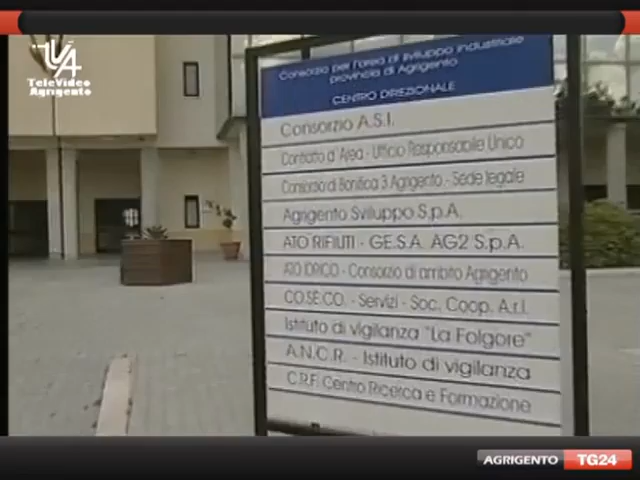 TVA
TeleVideo
Agrigento
Consorzio per l'area di sviluppo industriale
provincia di Agrigento
CENTRO DIREZIONALE
Consorzio A.S.I.
Contratto d'Area - Ufficio Responsabile Unico
Consorzio di Bonifica 3 Agrigento - Sede legale
Agrigento Sviluppo S.p.A.
ATO RIFIUTI - GE.S.A. AG2 S.p.A.
ATO IDRICO - Consorzio di ambito Agrigento
CO.SE.CO. - Servizi - Soc. Coop. A.r.l.
Istituto di vigilanza "La Folgore"
A.N.C.R. - Istituto di vigilanza
C.R.F. Centro Ricerca e Formazione
AGRIGENTO TG24